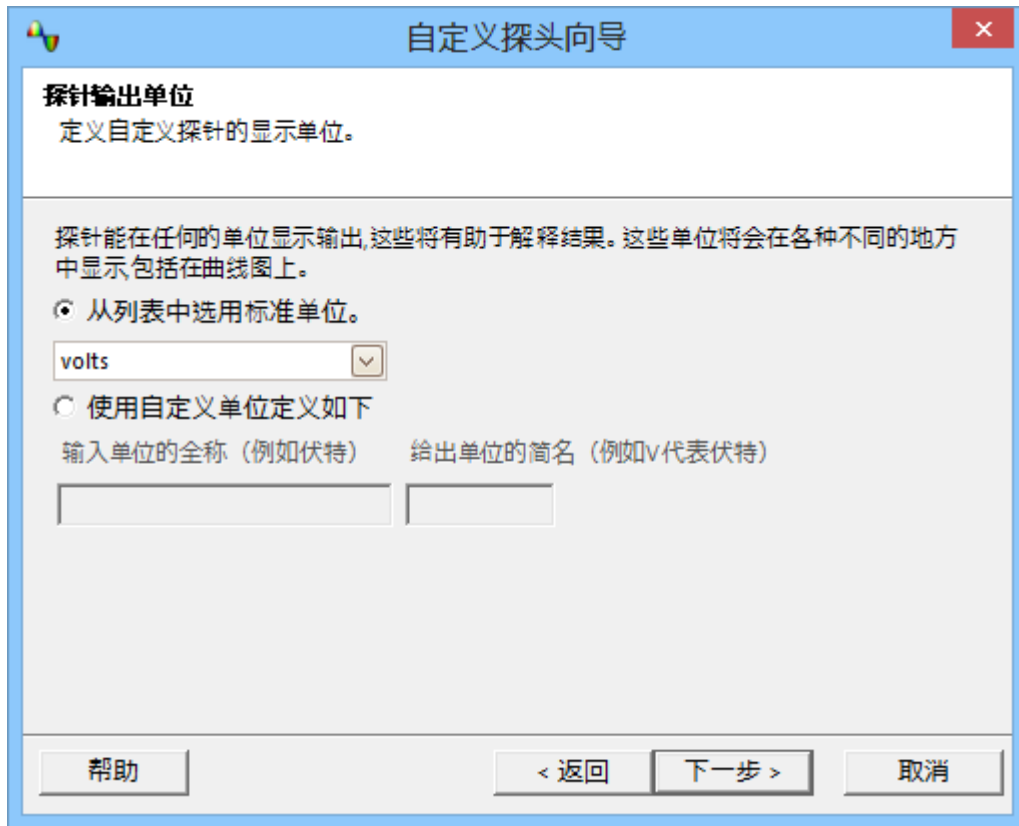 自定义探头向导
探针输出单位
定义自定义探针的显示单位。
探针能在任何的单位显示输出,这些将有助于解释结果。这些单位将会在各种不同的地方
中显示,包括在曲线图上。
从列表中选用标准单位。
volts
使用自定义单位定义如下
输入单位的全称（例如伏特） 给出单位的简名（例如V代表伏特）
帮助 <返回 下一步> 取消